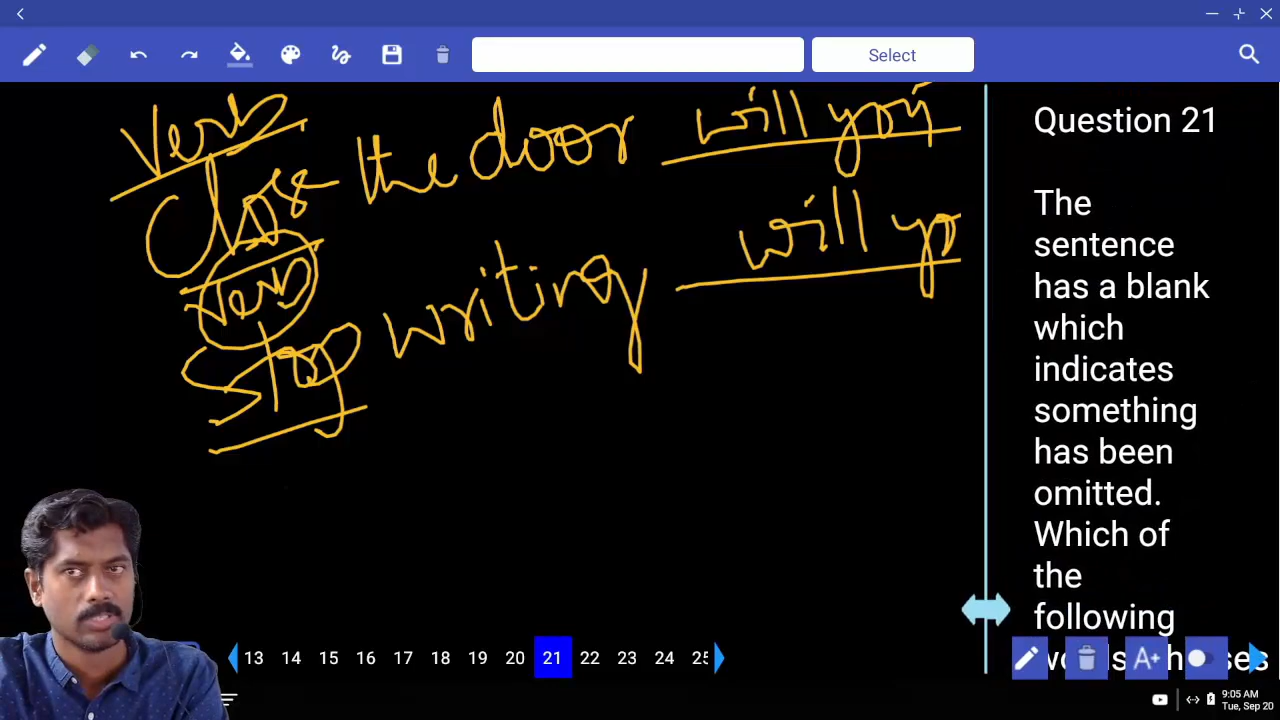 Select
Verb
Close the door will you
Verb
Stop writing will yo
Question 21
The
sentence
has a blank
which
indicates
something
has been
omitted.
Which of
the
following
13 14 15 16 17 18 19 20 21 22 23 24 25
A+
9:05 AM
Tue, Sep 20